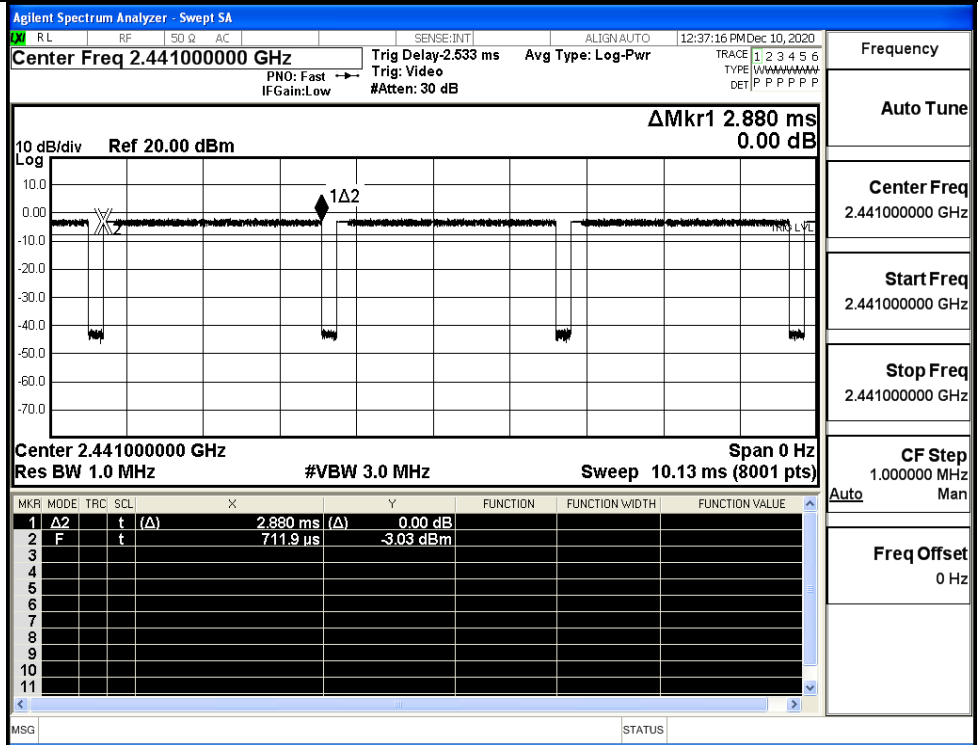 Agilent Spectrum Analyzer - Swept SA
LXI RL RF 50 Ω AC SENSE:INT ALIGN AUTO 12:37:16 PM Dec 10, 2020
Center Freq 2.441000000 GHz
PNO: Fast
IFGain:Low
Trig Delay-2.533 ms
Trig: Video
#Atten: 30 dB
Avg Type: Log-Pwr
TRACE 1 2 3 4 5 6
TYPE WWWWWW
DET P P P P P P
ΔMkr1 2.880 ms
0.00 dB
10 dB/div Ref 20.00 dBm
Log
10.0
0.00
-10.0
-20.0
-30.0
-40.0
-50.0
-60.0
-70.0
1Δ2
2
TRIG LVL
Center 2.441000000 GHz Span 0 Hz
Res BW 1.0 MHz #VBW 3.0 MHz Sweep 10.13 ms (8001 pts)
MKR MODE TRC SCL X Y FUNCTION FUNCTION WIDTH FUNCTION VALUE
1 Δ2 t (Δ) 2.880 ms (Δ) 0.00 dB
2 F t 711.9 µs -3.03 dBm
3
4
5
6
7
8
9
10
11
MSG STATUS
Frequency
Auto Tune
Center Freq
2.441000000 GHz
Start Freq
2.441000000 GHz
Stop Freq
2.441000000 GHz
CF Step
1.000000 MHz
Auto Man
Freq Offset
0 Hz